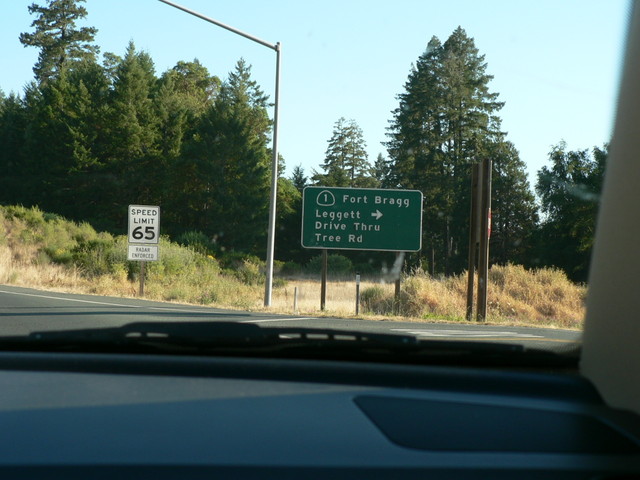 SPEED
LIMIT
65
RADAR
ENFORCED
1 Fort Bragg
Leggett →
Drive Thru
Tree Rd